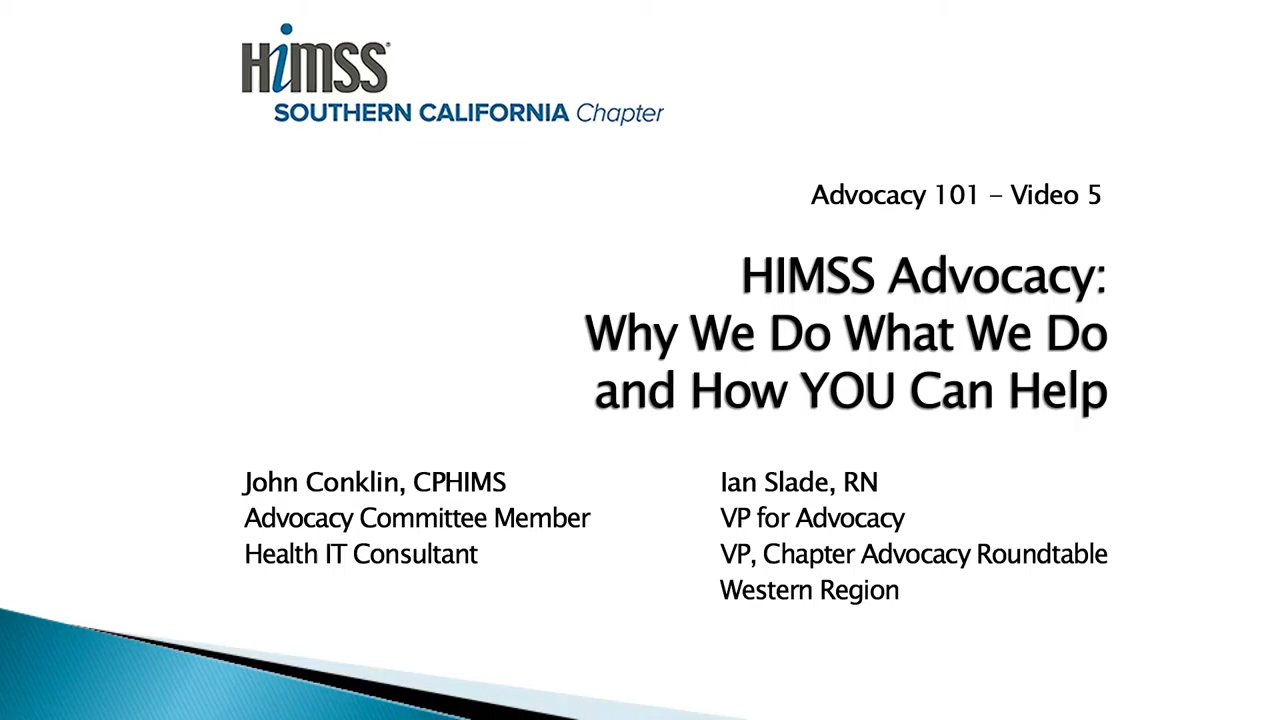 HiMSS®
SOUTHERN CALIFORNIA Chapter
Advocacy 101 - Video 5
HIMSS Advocacy:
Why We Do What We Do
and How YOU Can Help
John Conklin, CPHIMS
Advocacy Committee Member
Health IT Consultant
Ian Slade, RN
VP for Advocacy
VP, Chapter Advocacy Roundtable
Western Region